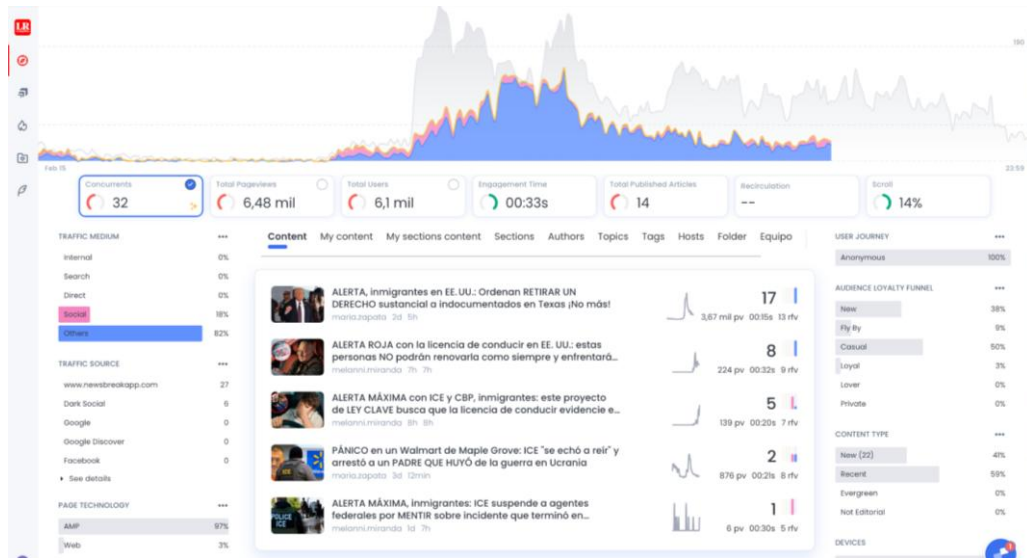 LR
190
Feb 15
23:59
Concurrents
32
Total Pageviews
6,48 mil
Total Users
6,1 mil
Engagement Time
00:33s
Total Published Articles
14
Recirculation
--
Scroll
14%
TRAFFIC MEDIUM
Internal 0%
Search 0%
Direct 0%
Social 18%
Others 82%
TRAFFIC SOURCE
www.newsbreakapp.com 27
Dark Social 6
Google 0
Google Discover 0
Facebook 0
See details
PAGE TECHNOLOGY
AMP 97%
Web 3%
Content My content My sections content Sections Authors Topics Tags Hosts Folder Equipo
ALERTA, inmigrantes en EE. UU.: Ordenan RETIRAR UN
DERECHO sustancial a indocumentados en Texas ¡No más!
maria.zapata 2d 5h
17
3,67 mil pv 00:15s 13 rfv
ALERTA ROJA con la licencia de conducir en EE. UU.: estas
personas NO podrán renovarla como siempre y enfrentará...
melanni.miranda 7h 7h
8
224 pv 00:32s 9 rfv
ALERTA MÁXIMA con ICE y CBP, inmigrantes: este proyecto
de LEY CLAVE busca que la licencia de conducir evidencie e...
melanni.miranda 8h 8h
5
139 pv 00:20s 7 rfv
PÁNICO en un Walmart de Maple Grove: ICE "se echó a reír" y
arrestó a un PADRE QUE HUYÓ de la guerra en Ucrania
maria.zapata 3d 12min
2
876 pv 00:21s 8 rfv
ALERTA MÁXIMA, inmigrantes: ICE suspende a agentes
federales por MENTIR sobre incidente que terminó en...
melanni.miranda 1d 7h
1
6 pv 00:30s 5 rfv
POLICE
ICE
USER JOURNEY
Anonymous 100%
AUDIENCE LOYALTY FUNNEL
New 38%
Fly By 9%
Casual 50%
Loyal 3%
Lover 0%
Private 0%
CONTENT TYPE
New (22) 41%
Recent 59%
Evergreen 0%
Not Editorial 0%
DEVICES